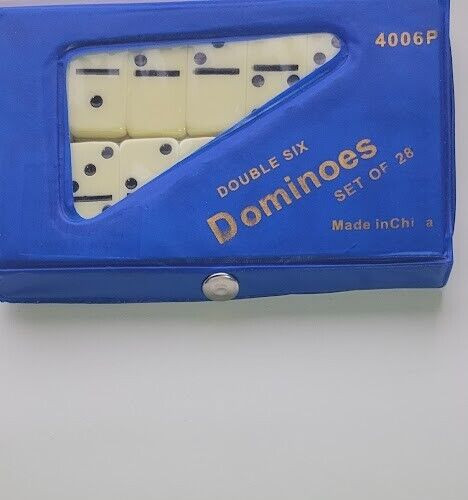 4006P
DOUBLE SIX
Dominoes
SET OF 28
Made inChi a